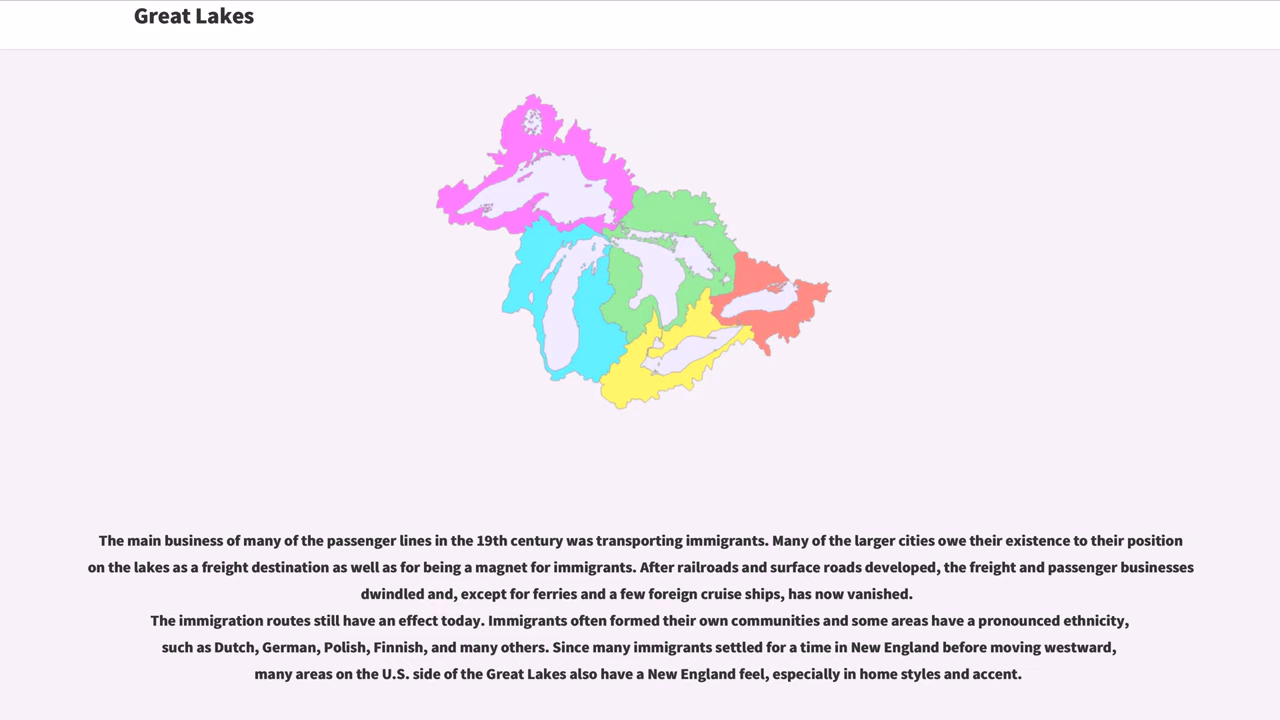 Great Lakes
The main business of many of the passenger lines in the 19th century was transporting immigrants. Many of the larger cities owe their existence to their position
on the lakes as a freight destination as well as for being a magnet for immigrants. After railroads and surface roads developed, the freight and passenger businesses
dwindled and, except for ferries and a few foreign cruise ships, has now vanished.
The immigration routes still have an effect today. Immigrants often formed their own communities and some areas have a pronounced ethnicity,
such as Dutch, German, Polish, Finnish, and many others. Since many immigrants settled for a time in New England before moving westward,
many areas on the U.S. side of the Great Lakes also have a New England feel, especially in home styles and accent.